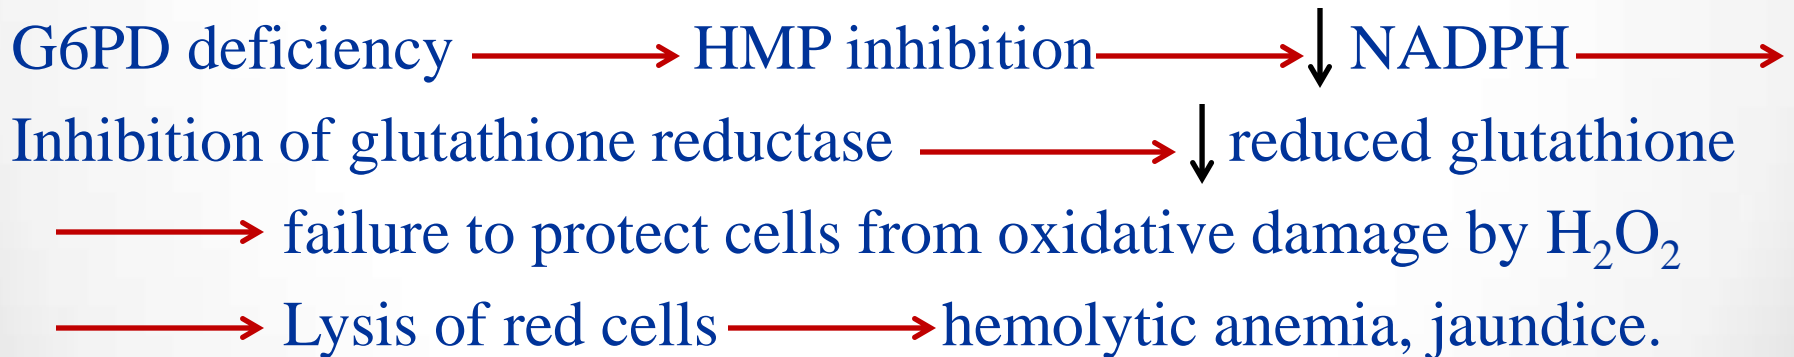 G6PD deficiency → HMP inhibition → ↓ NADPH →
Inhibition of glutathione reductase → ↓ reduced glutathione
→ failure to protect cells from oxidative damage by H₂O₂
→ Lysis of red cells → hemolytic anemia, jaundice.